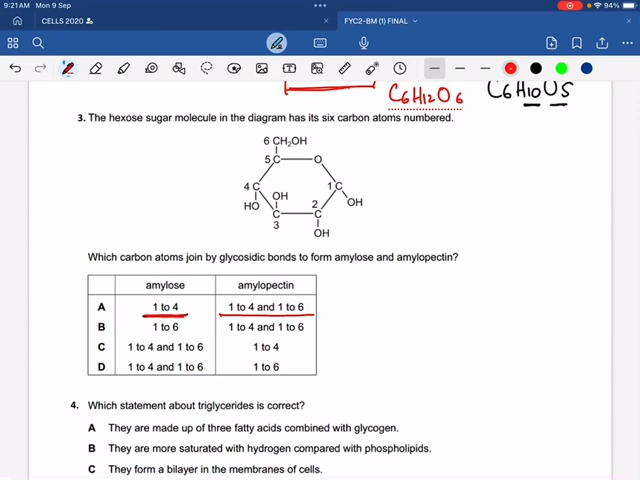 9:21AM Mon 9 Sep
94%
CELLS 2020
FYC2-BM (1) FINAL
C6H12O6
C6H10O5
3. The hexose sugar molecule in the diagram has its six carbon atoms numbered.
6 CH2OH
5 C
O
4 C
OH
1 C
HO
C
2
C
OH
3
OH
Which carbon atoms join by glycosidic bonds to form amylose and amylopectin?
amylose amylopectin
A 1 to 4 1 to 4 and 1 to 6
B 1 to 6 1 to 4 and 1 to 6
C 1 to 4 and 1 to 6 1 to 4
D 1 to 4 and 1 to 6 1 to 6
4. Which statement about triglycerides is correct?
A They are made up of three fatty acids combined with glycogen.
B They are more saturated with hydrogen compared with phospholipids.
C They form a bilayer in the membranes of cells.